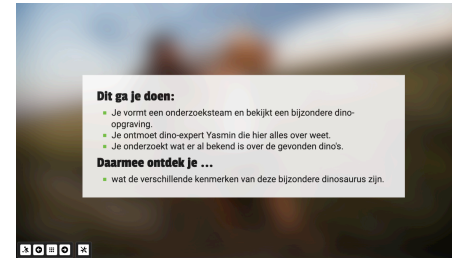 Dit ga je doen:
Je vormt een onderzoeksteam en bekijkt een bijzondere dino-
opgraving.
Je ontmoet dino-expert Yasmin die hier alles over weet.
Je onderzoekt wat er al bekend is over de gevonden dino's.
Daarmee ontdek je ...
wat de verschillende kenmerken van deze bijzondere dinosaurus zijn.